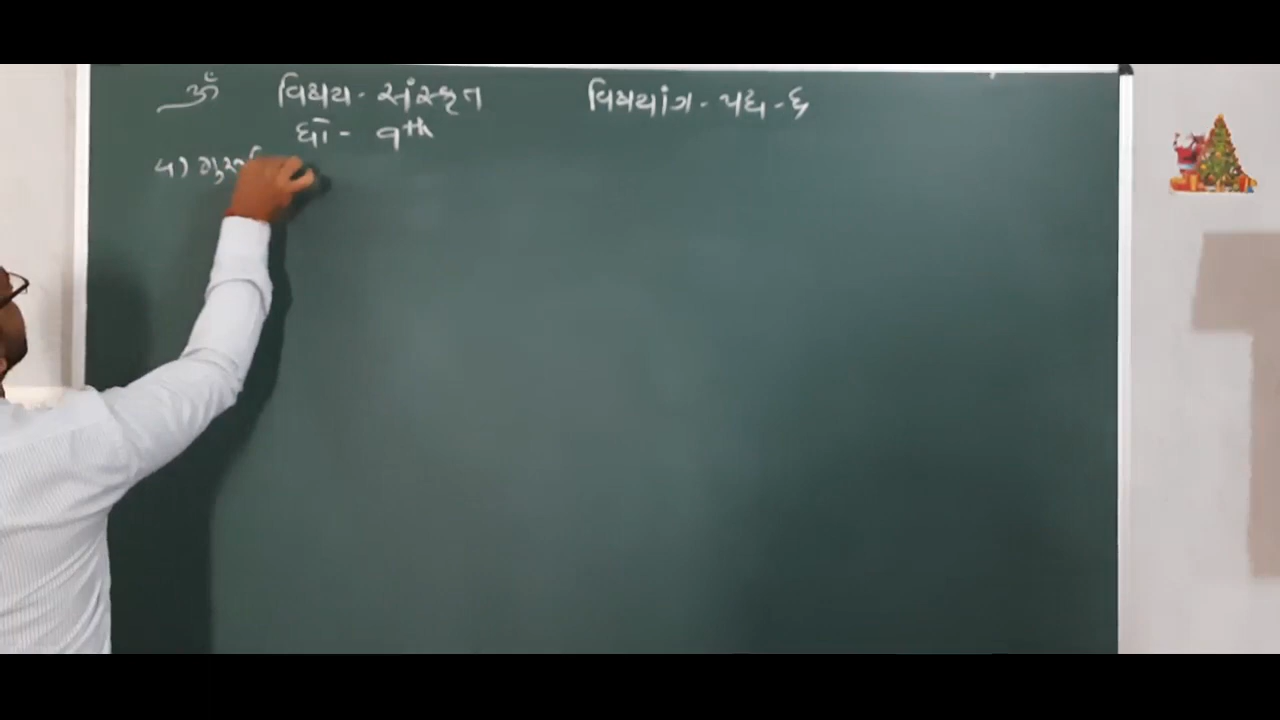 ૐ વિષય - સંસ્કૃત વિષયાંગ - પદ્ય - ૬
ધો - 9th
૫)